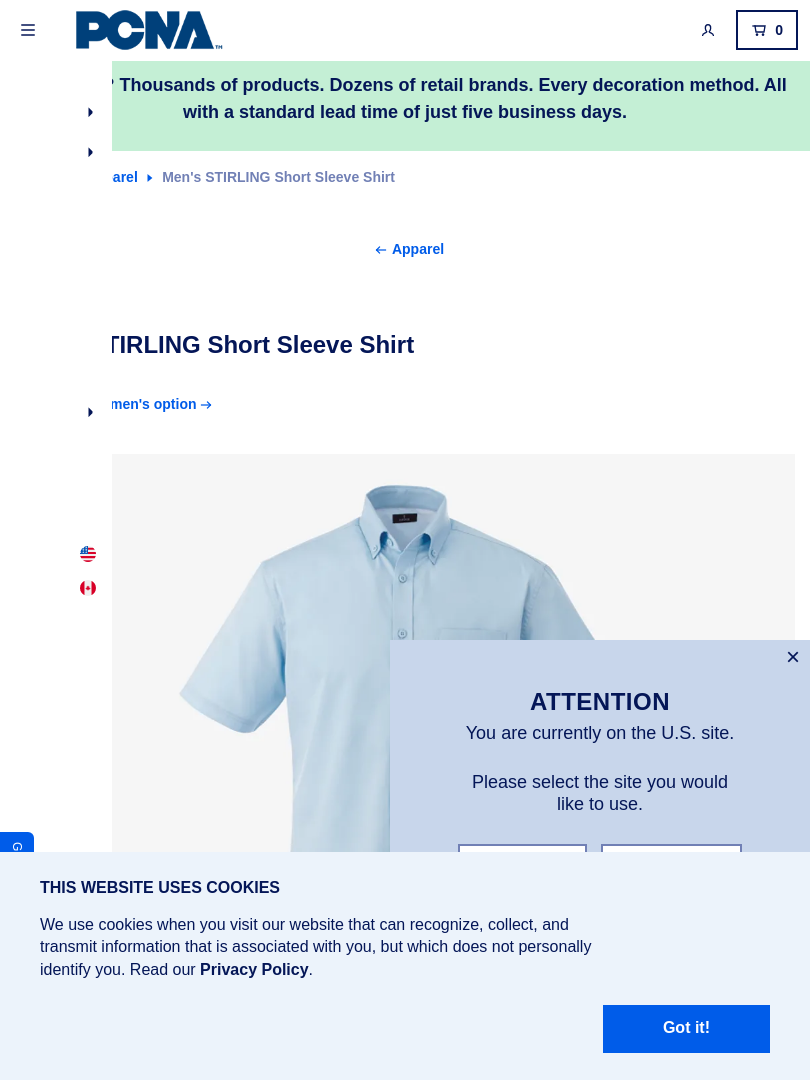 PCNA™
0
? Thousands of products. Dozens of retail brands. Every decoration method. All
with a standard lead time of just five business days.
arel Men's STIRLING Short Sleeve Shirt
← Apparel
TIRLING Short Sleeve Shirt
men's option →
ATTENTION
You are currently on the U.S. site.
Please select the site you would
like to use.
G
THIS WEBSITE USES COOKIES
We use cookies when you visit our website that can recognize, collect, and
transmit information that is associated with you, but which does not personally
identify you. Read our Privacy Policy.
Got it!